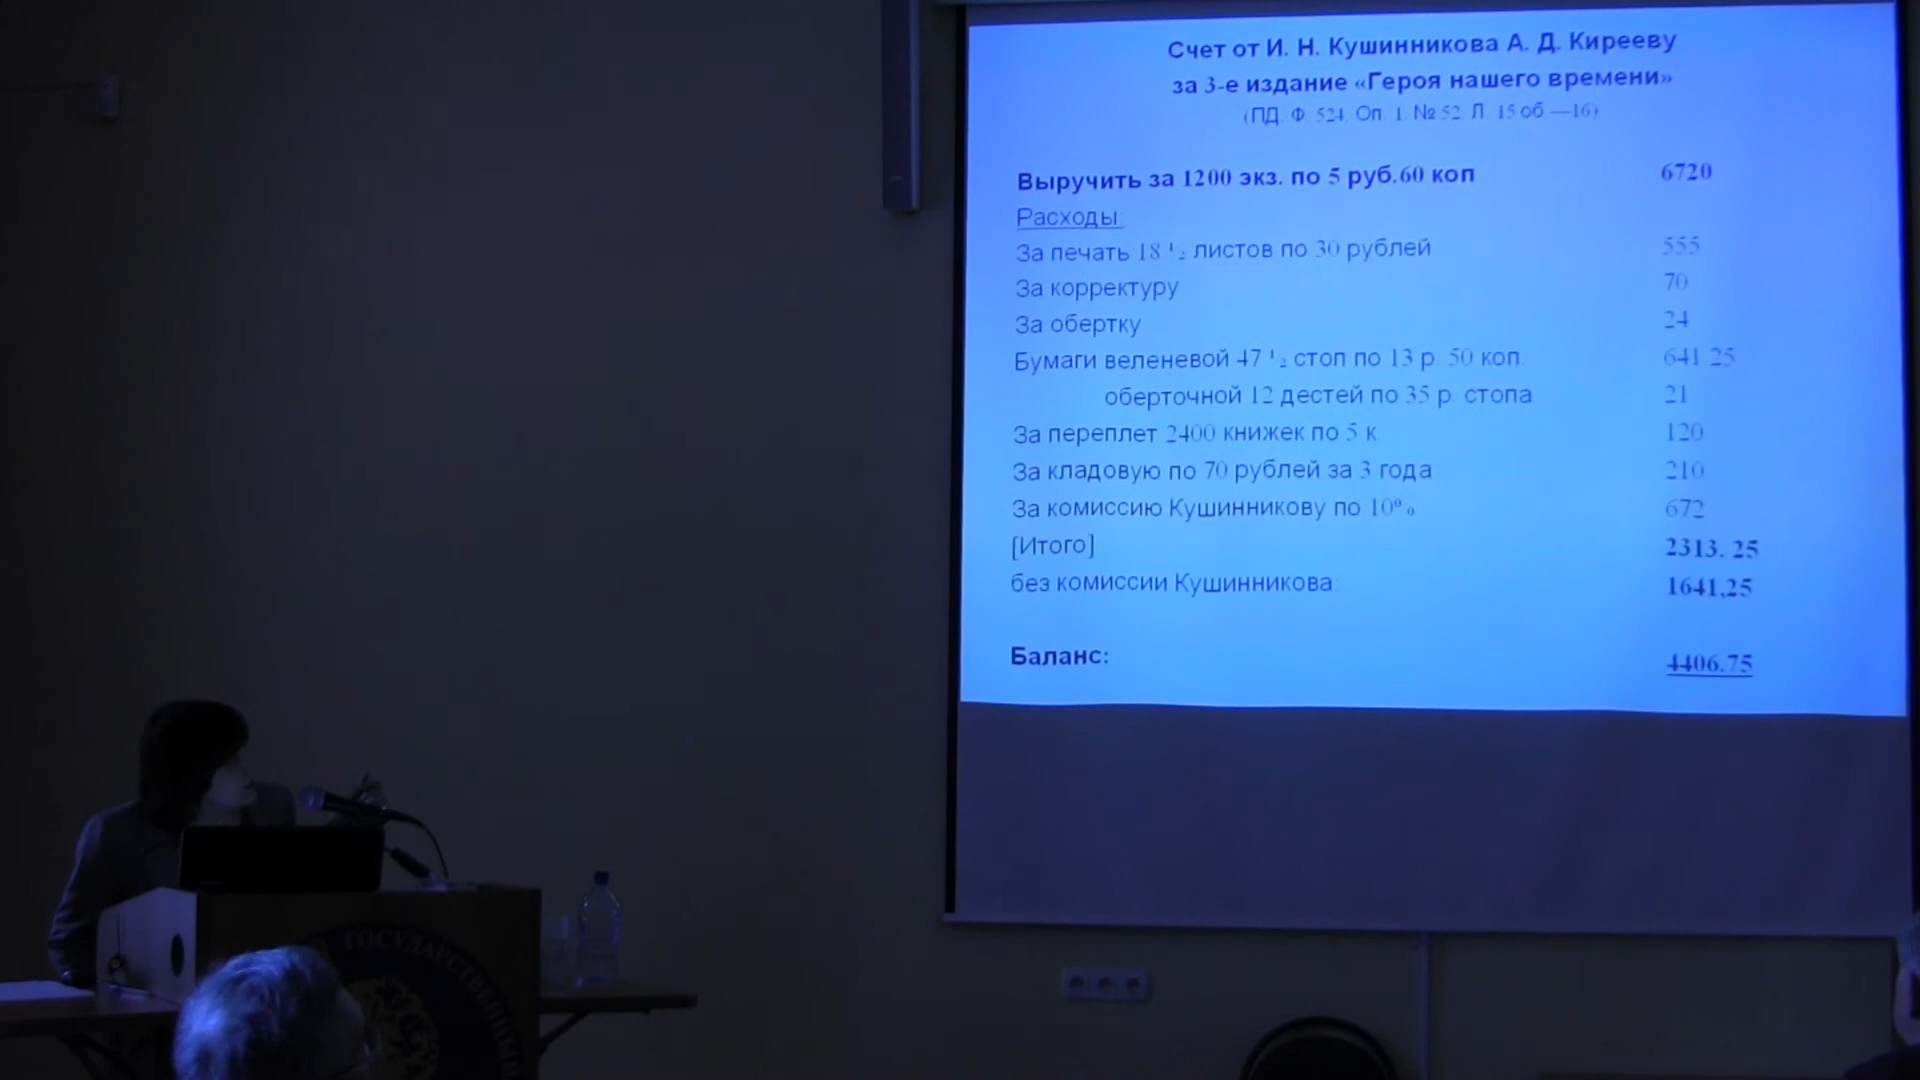 Счет от И. Н. Кушинникова А. Д. Кирееву
за 3-е издание «Героя нашего времени»
(ПД. Ф. 524. Оп. 1. № 52. Л. 15 об.—16)
Выручить за 1200 экз. по 5 руб.60 коп 6720
Расходы:
За печать 18 1/2 листов по 30 рублей 555
За корректуру 70
За обертку 24
Бумаги веленевой 47 1/2 стоп по 13 р. 50 коп. 641.25
оберточной 12 дестей по 35 р. стопа 21
За переплет 2400 книжек по 5 к. 120
За кладовую по 70 рублей за 3 года 210
За комиссию Кушинникову по 10% 672
[Итого] 2313. 25
без комиссии Кушинникова 1641,25
Баланс: 4406.75
ГОСУДАРСТВЕННЫЙ